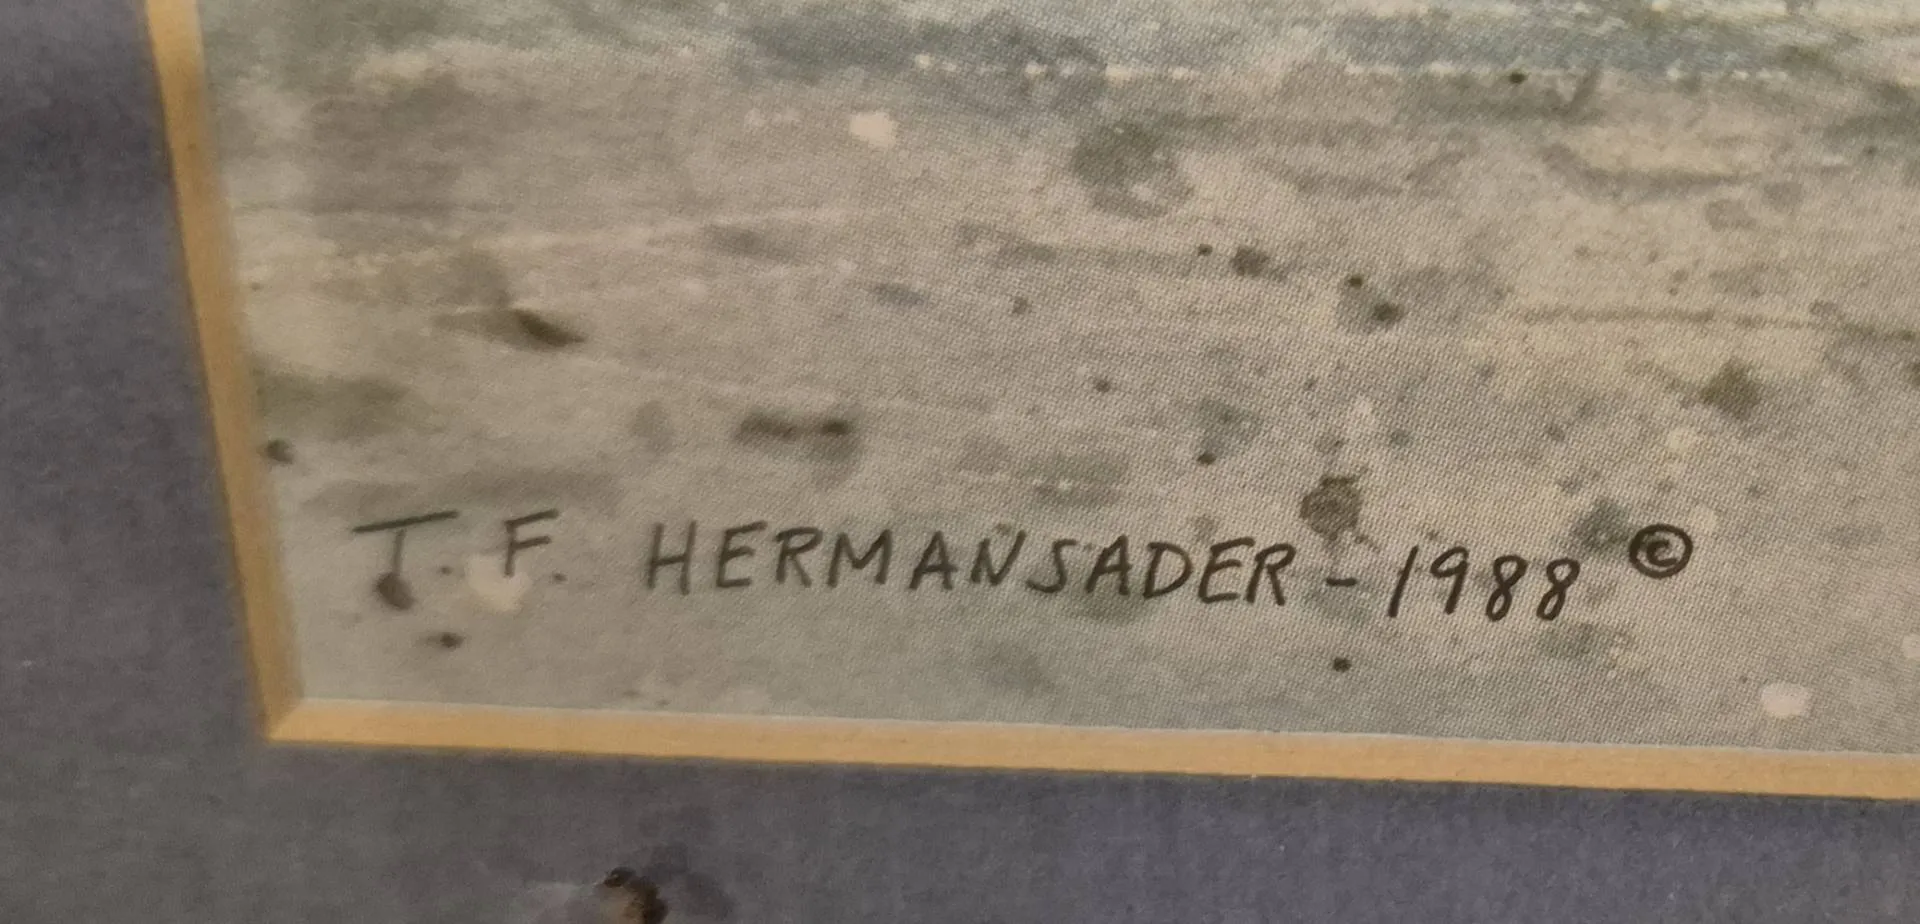 T. F. HERMANSADER - 1988 ©